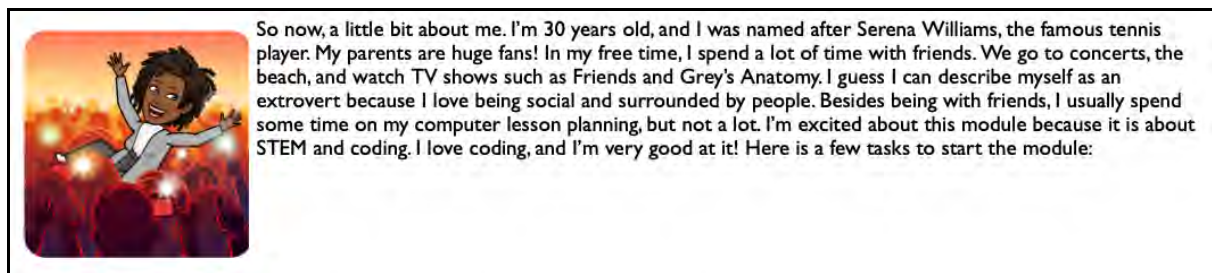 So now, a little bit about me. I'm 30 years old, and I was named after Serena Williams, the famous tennis
player. My parents are huge fans! In my free time, I spend a lot of time with friends. We go to concerts, the
beach, and watch TV shows such as Friends and Grey's Anatomy. I guess I can describe myself as an
extrovert because I love being social and surrounded by people. Besides being with friends, I usually spend
some time on my computer lesson planning, but not a lot. I'm excited about this module because it is about
STEM and coding. I love coding, and I'm very good at it! Here is a few tasks to start the module: